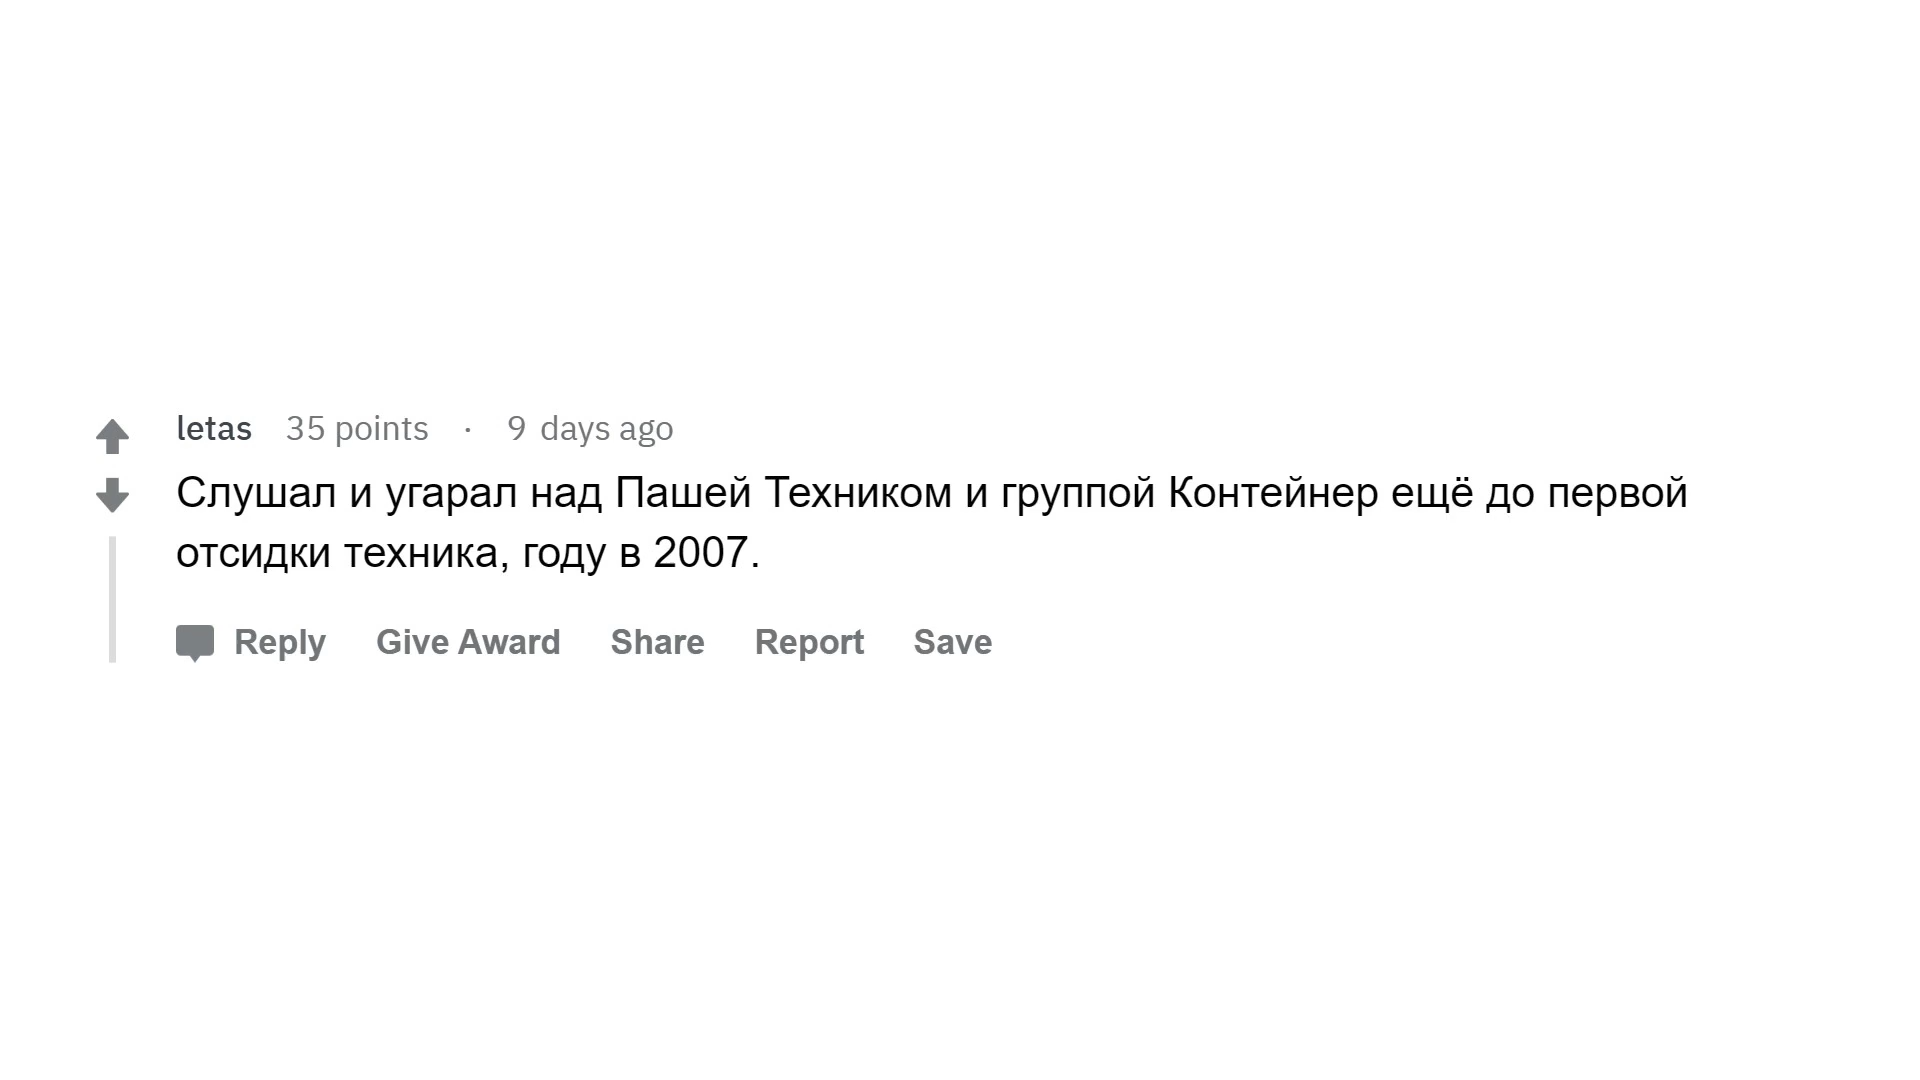 letas 35 points · 9 days ago
Слушал и угарал над Пашей Техником и группой Контейнер ещё до первой
отсидки техника, году в 2007.
Reply Give Award Share Report Save